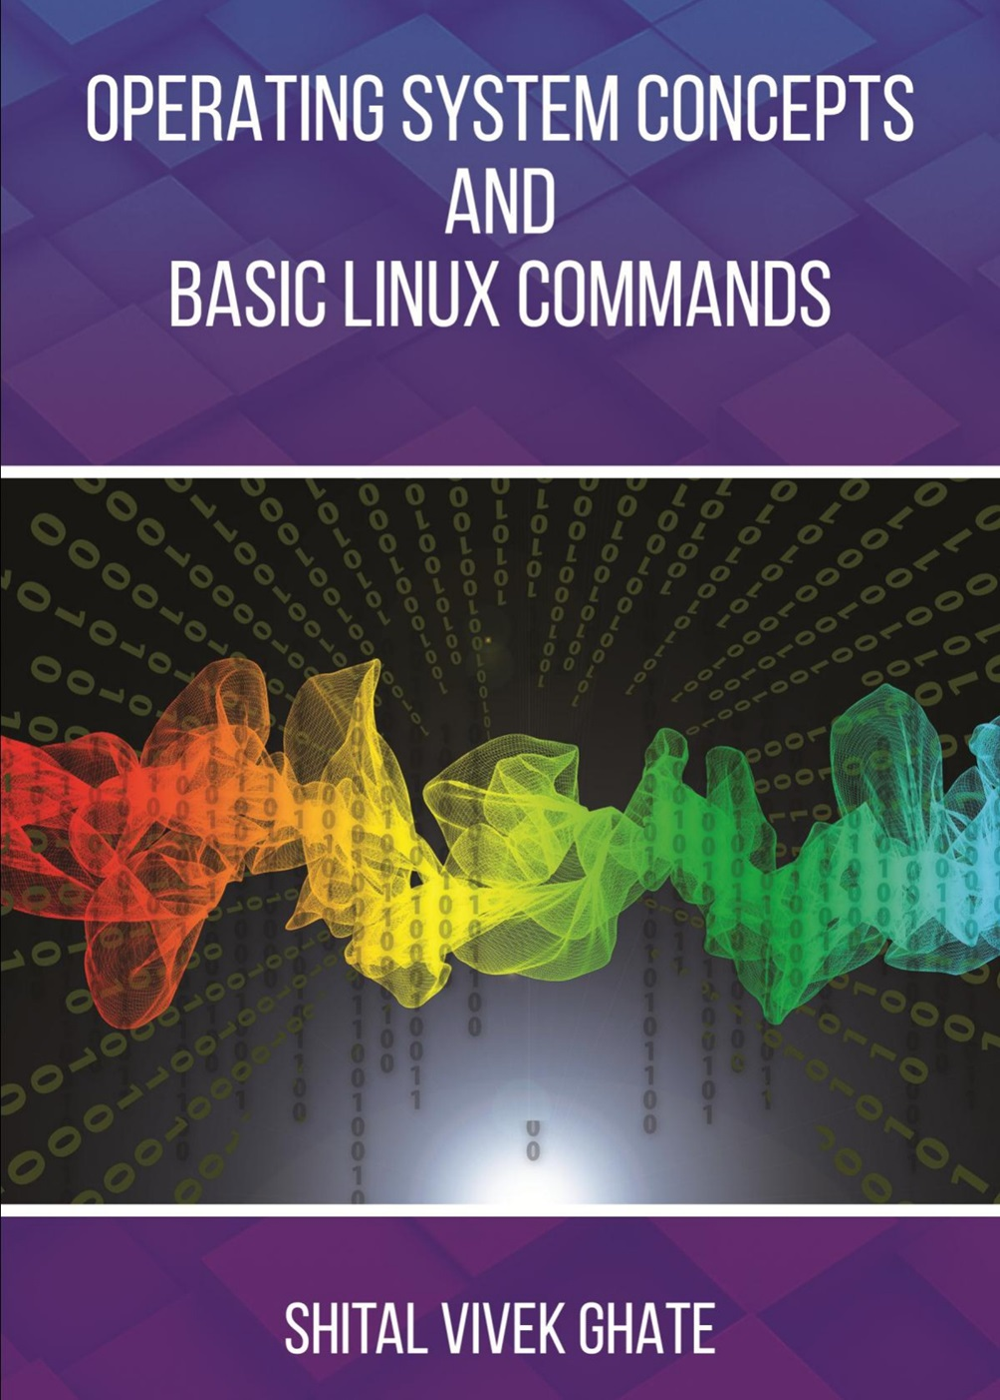 OPERATING SYSTEM CONCEPTS
AND
BASIC LINUX COMMANDS
SHITAL VIVEK GHATE